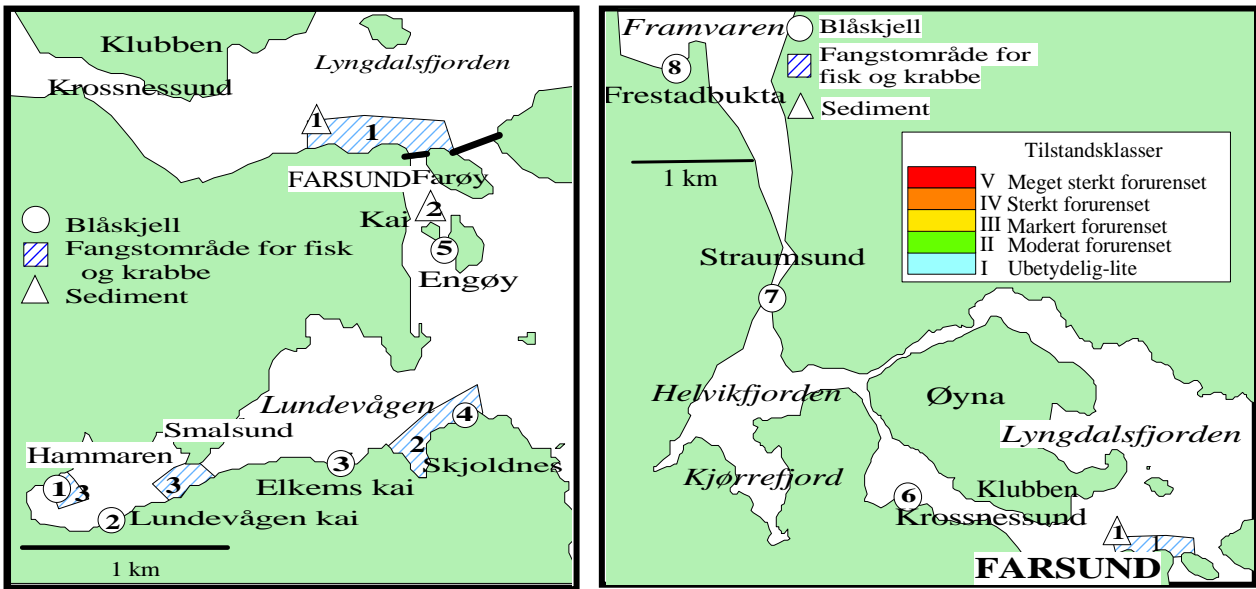 Klubben
Lyngdalsfjorden
Krossnessund
1
1
FARSUND Farøy
Kai
2
5
Engøy
Blåskjell
Fangstområde for fisk
og krabbe
Sediment
Lundevågen
4
Smalsund
2
Hammaren
3
Skjoldnes
1
3
3
Elkems kai
2
Lundevågen kai
1 km
Framvaren
8
Frestadbukta
Blåskjell
Fangstområde for
fisk og krabbe
Sediment
1 km
Tilstandsklasser
V Meget sterkt forurenset
IV Sterkt forurenset
III Markert forurenset
II Moderat forurenset
I Ubetydelig-lite
Straumsund
7
Helvikfjorden
Øyna
Lyngdalsfjorden
Kjørrefjord
Klubben
6
Krossnessund
1
1
FARSUND